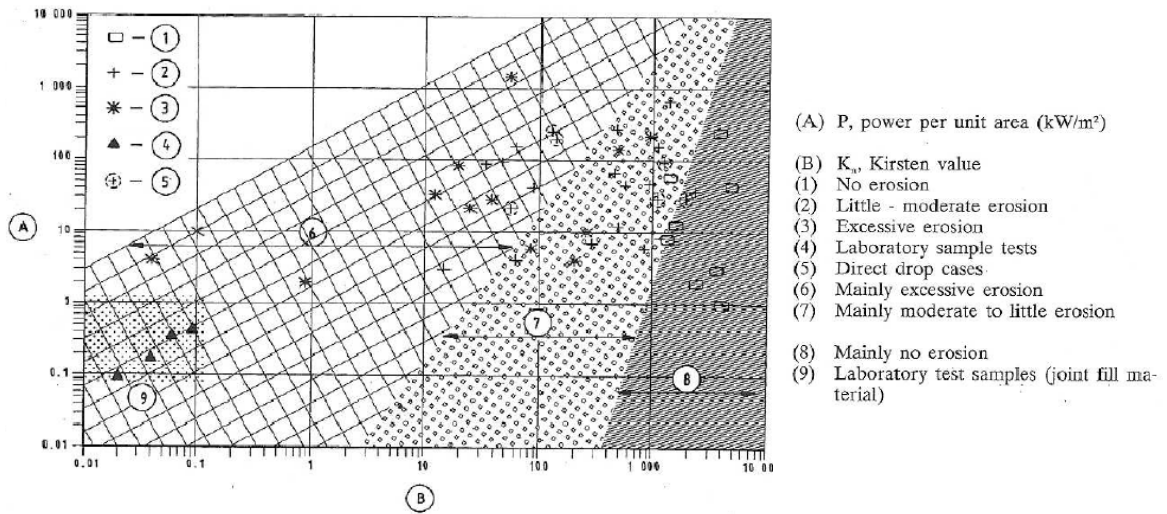 10 000
1 000
100
10
1
0.1
0.01
0.01 0.1 1 10 100 1 000 10 00
A
B
1
2
3
4
5
6
7
8
9
(A) P, power per unit area (kW/m²)
(B) Kn, Kirsten value
(1) No erosion
(2) Little - moderate erosion
(3) Excessive erosion
(4) Laboratory sample tests
(5) Direct drop cases
(6) Mainly excessive erosion
(7) Mainly moderate to little erosion
(8) Mainly no erosion
(9) Laboratory test samples (joint fill ma-
terial)